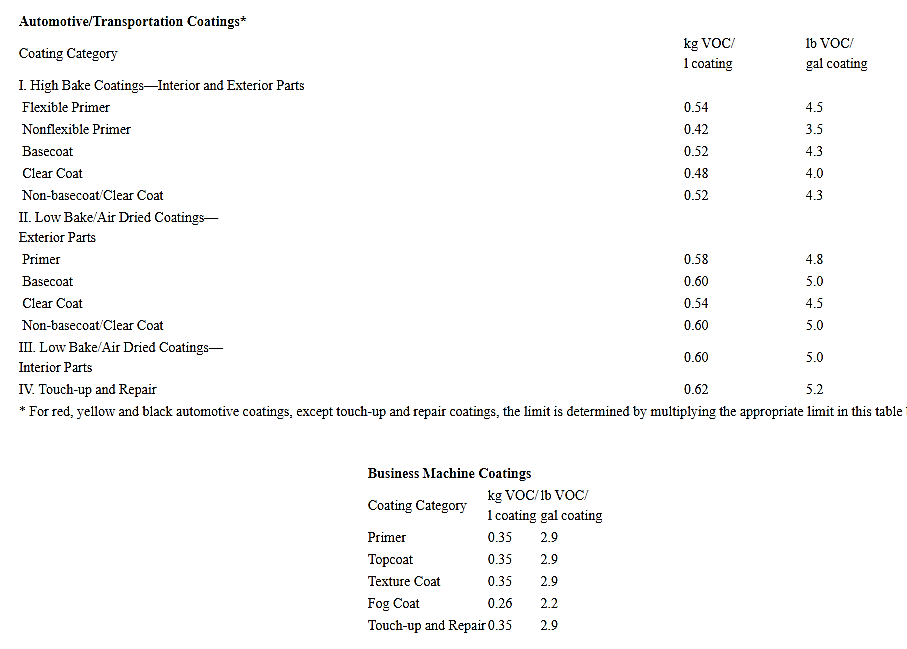 Automotive/Transportation Coatings*
Coating Category kg VOC/ l coating lb VOC/ gal coating
I. High Bake Coatings—Interior and Exterior Parts
Flexible Primer 0.54 4.5
Nonflexible Primer 0.42 3.5
Basecoat 0.52 4.3
Clear Coat 0.48 4.0
Non-basecoat/Clear Coat 0.52 4.3
II. Low Bake/Air Dried Coatings—
Exterior Parts
Primer 0.58 4.8
Basecoat 0.60 5.0
Clear Coat 0.54 4.5
Non-basecoat/Clear Coat 0.60 5.0
III. Low Bake/Air Dried Coatings—
Interior Parts 0.60 5.0
IV. Touch-up and Repair 0.62 5.2
* For red, yellow and black automotive coatings, except touch-up and repair coatings, the limit is determined by multiplying the appropriate limit in this table
Business Machine Coatings
Coating Category kg VOC/ l coating lb VOC/ gal coating
Primer 0.35 2.9
Topcoat 0.35 2.9
Texture Coat 0.35 2.9
Fog Coat 0.26 2.2
Touch-up and Repair 0.35 2.9